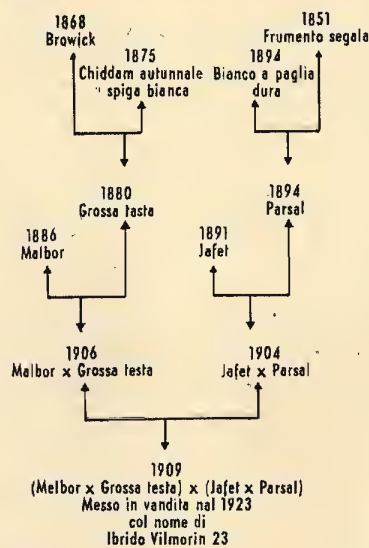 1868
Browick
1851
Frumento segala
1875
Chiddam autunnale
spiga bianca
1894
Bianco a paglia
dura
1880
Grossa tasta
1894
Parsal
1886
Malbor
1891
Jafet
1906
Malbor x Grossa testa
1904
Jafet x Parsal
1909
(Melbor x Grossa testa) x (Jafet x Parsal)
Messo in vandita nal 1923
col nome di
Ibrido Vilmorin 23